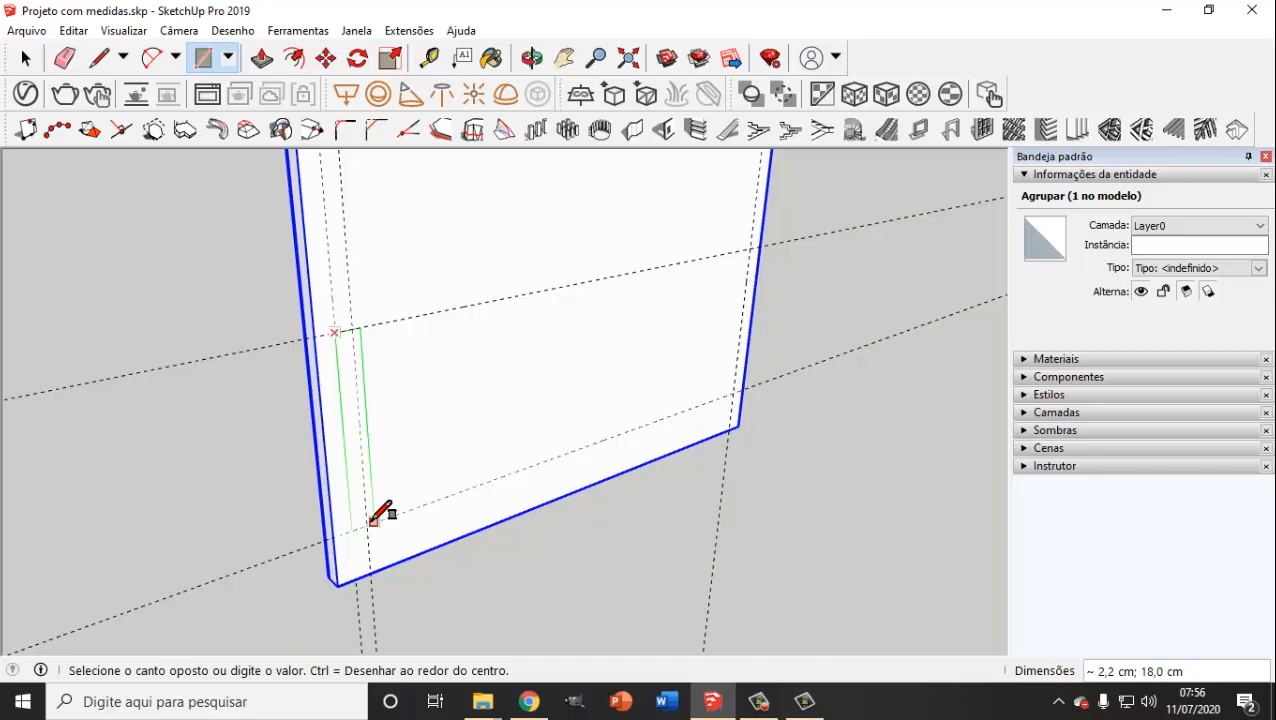 Projeto com medidas.skp - SketchUp Pro 2019
Arquivo Editar Visualizar Câmera Desenho Ferramentas Janela Extensões Ajuda
A1
Bandeja padrão
Informações da entidade
Agrupar (1 no modelo)
Camada: Layer0
Instância:
Tipo: Tipo: <indefinido>
Alterna:
Materiais
Componentes
Estilos
Camadas
Sombras
Cenas
Instrutor
Selecione o canto oposto ou digite o valor. Ctrl = Desenhar ao redor do centro.
Dimensões ~ 2,2 cm; 18,0 cm
Digite aqui para pesquisar
07:56
11/07/2020
2